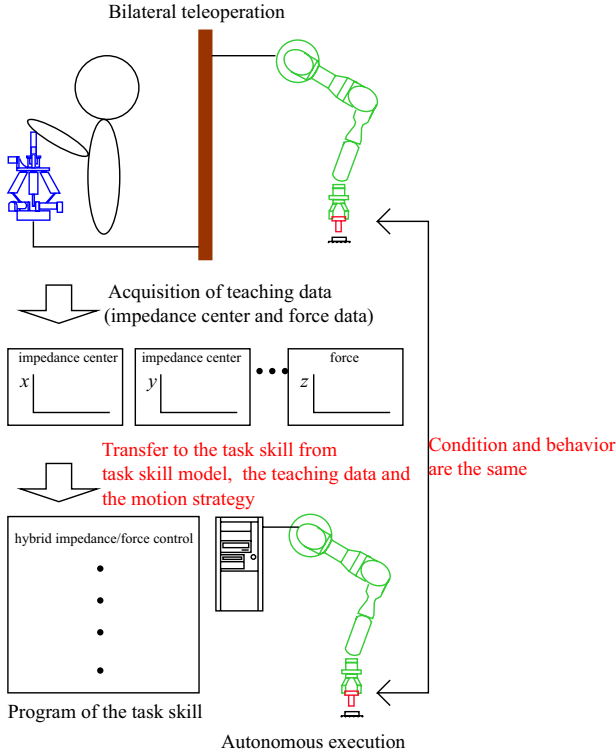 Bilateral teleoperation
Acquisition of teaching data
(impedance center and force data)
impedance center
x
impedance center
y
force
z
Transfer to the task skill from
task skill model, the teaching data and
the motion strategy
Condition and behavior
are the same
hybrid impedance/force control
Program of the task skill
Autonomous execution